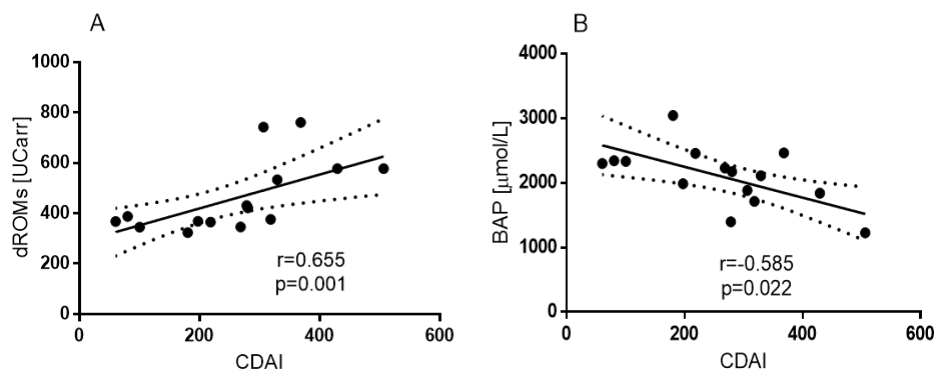 A
dROMs [UCarr]
1000
800
600
400
200
0
0 200 400 600
CDAI
r=0.655
p=0.001
B
BAP [µmol/L]
4000
3000
2000
1000
0
0 200 400 600
CDAI
r=-0.585
p=0.022